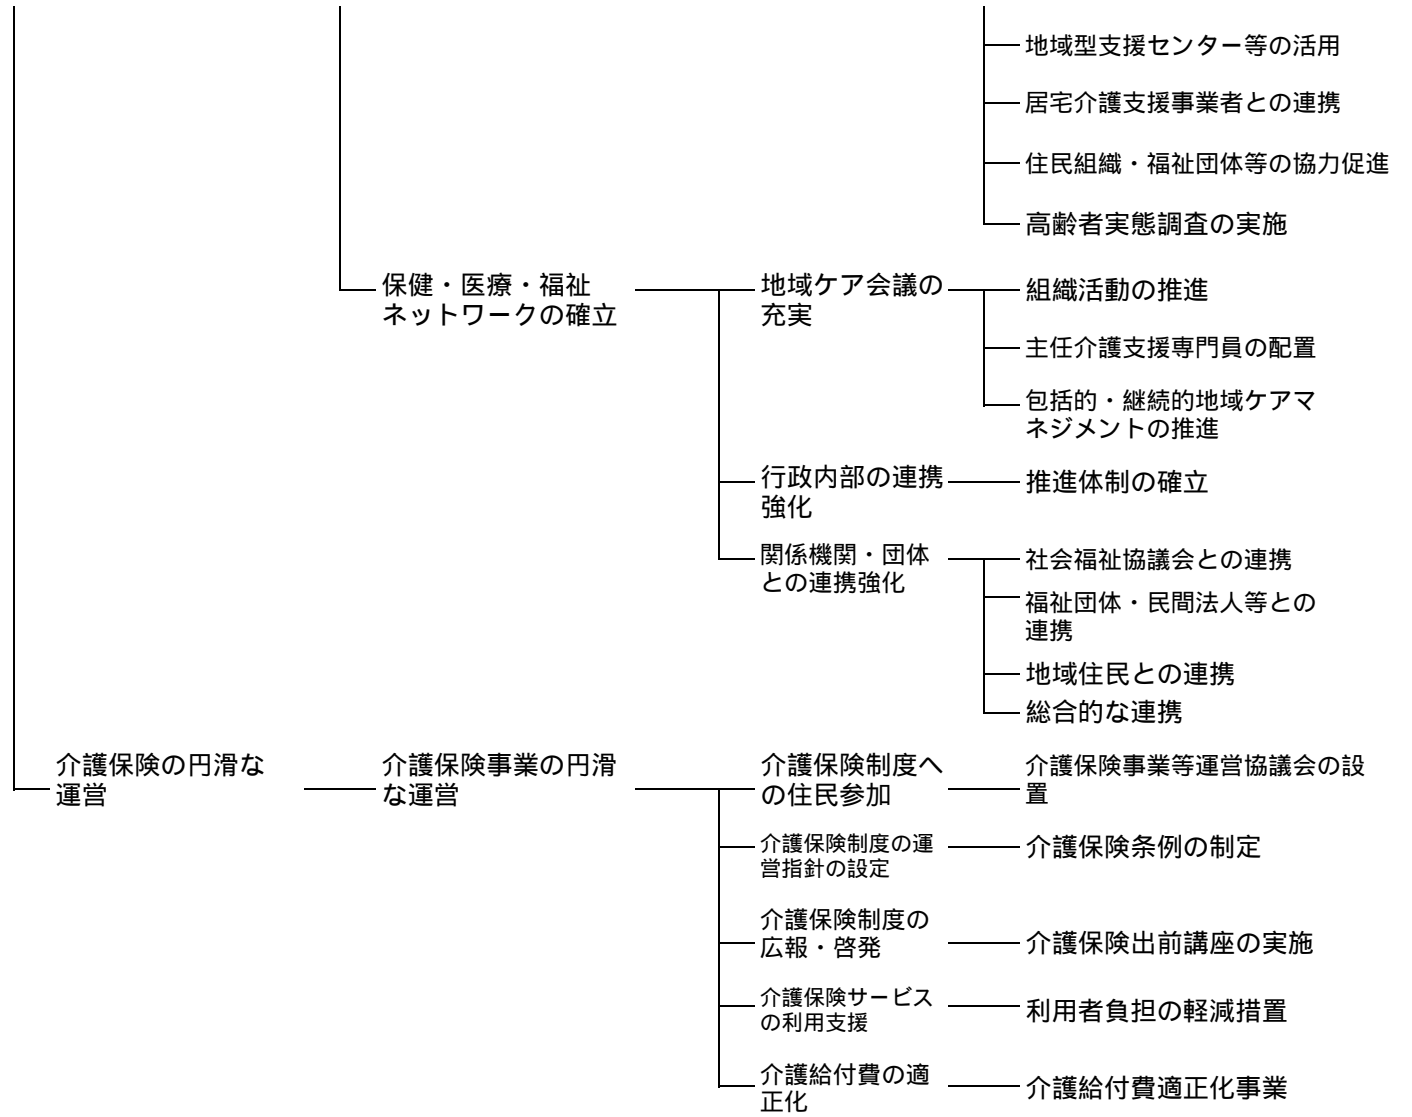 地域型支援センター等の活用
居宅介護支援事業者との連携
住民組織・福祉団体等の協力促進
高齢者実態調査の実施
保健・医療・福祉
ネットワークの確立
地域ケア会議の
充実
組織活動の推進
主任介護支援専門員の配置
包括的・継続的地域ケアマ
ネジメントの推進
行政内部の連携
強化
推進体制の確立
関係機関・団体
との連携強化
社会福祉協議会との連携
福祉団体・民間法人等との
連携
地域住民との連携
総合的な連携
介護保険の円滑な
運営
介護保険事業の円滑
な運営
介護保険制度へ
の住民参加
介護保険事業等運営協議会の設
置
介護保険制度の運
営指針の設定
介護保険条例の制定
介護保険制度の
広報・啓発
介護保険出前講座の実施
介護保険サービス
の利用支援
利用者負担の軽減措置
介護給付費の適
正化
介護給付費適正化事業